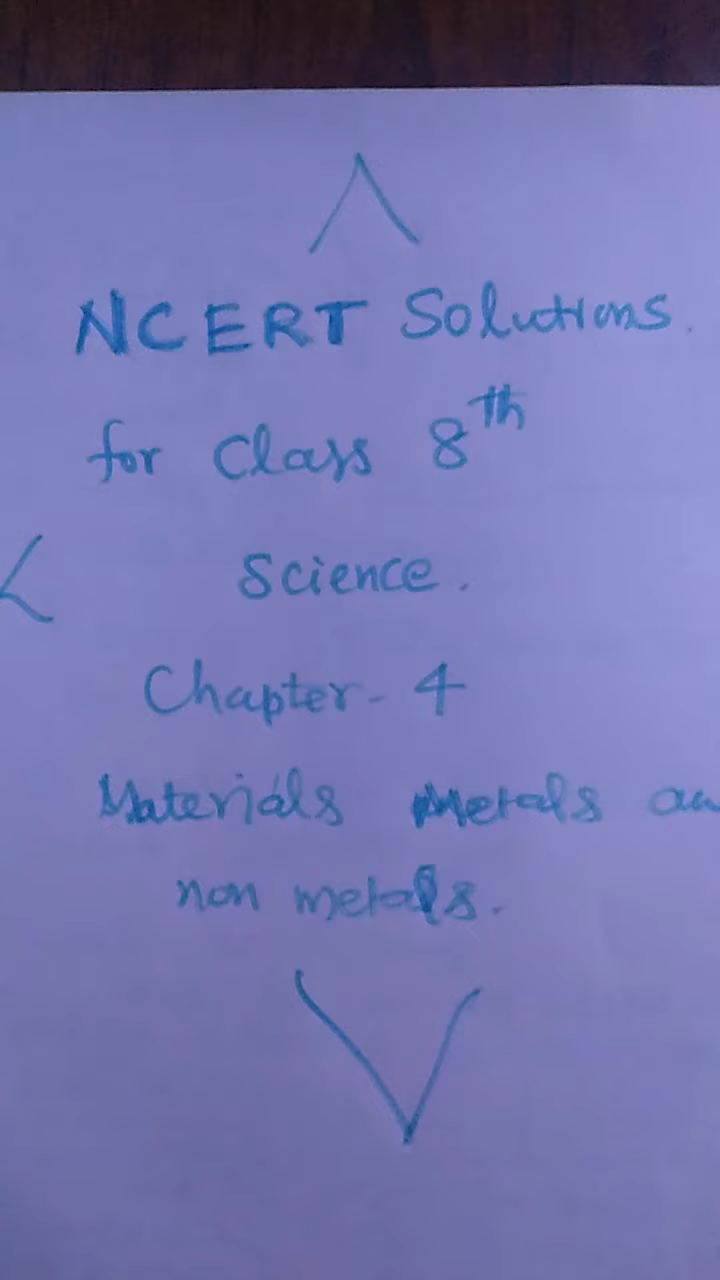 NCERT Solutions.
for Class 8th
Science.
Chapter-4
Materials Metals
non metals.